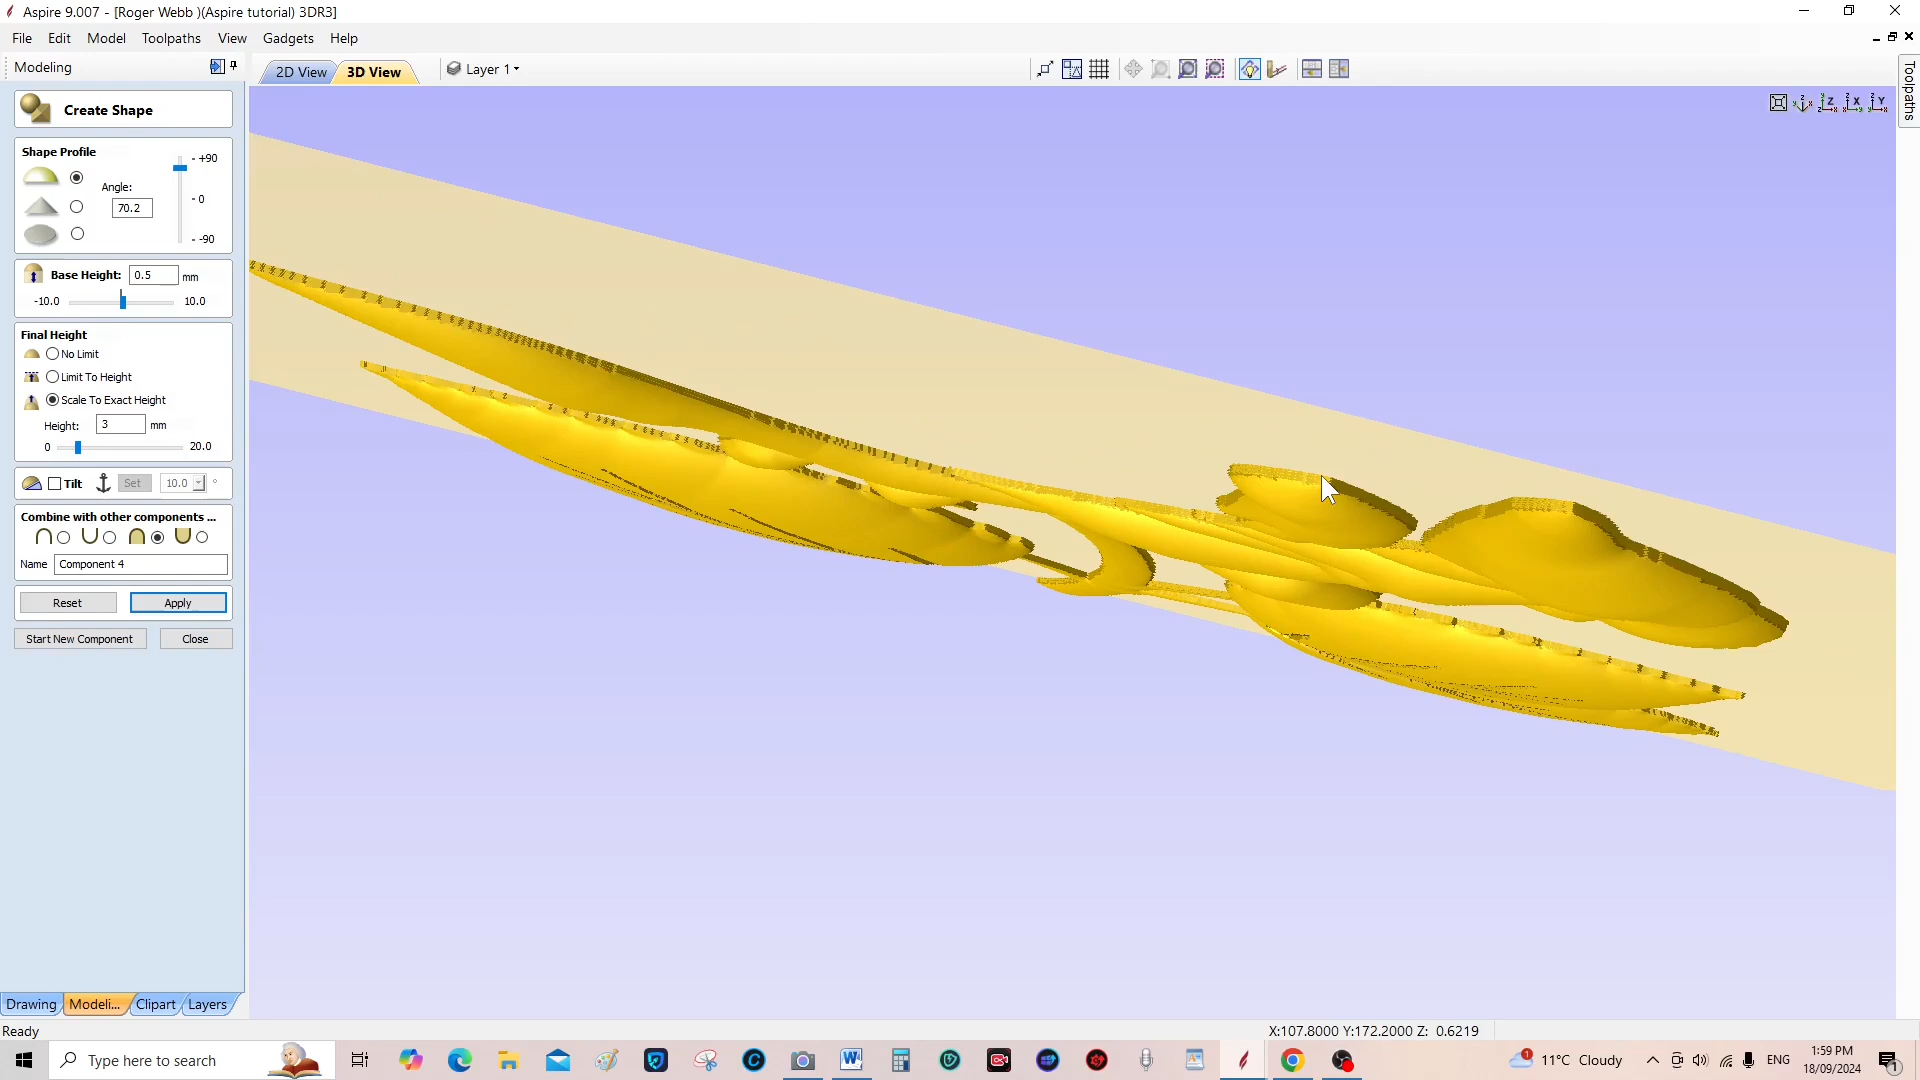 Aspire 9.007 - [Roger Webb )(Aspire tutorial) 3DR3]
File Edit Model Toolpaths View Gadgets Help
Modeling
2D View
3D View
Layer 1
Toolpaths
Create Shape
Shape Profile
Angle:
70.2
- +90
- 0
- -90
Base Height: 0.5 mm
-10.0 10.0
Final Height
No Limit
Limit To Height
Scale To Exact Height
Height: 3 mm
0 20.0
Tilt Set 10.0 °
Combine with other components ...
Name Component 4
Reset Apply
Start New Component Close
Z X Y
Drawing Modeli... Clipart Layers
Ready
X:107.8000 Y:172.2000 Z: 0.6219
Type here to search
11°C Cloudy
ENG
1:59 PM
18/09/2024
1